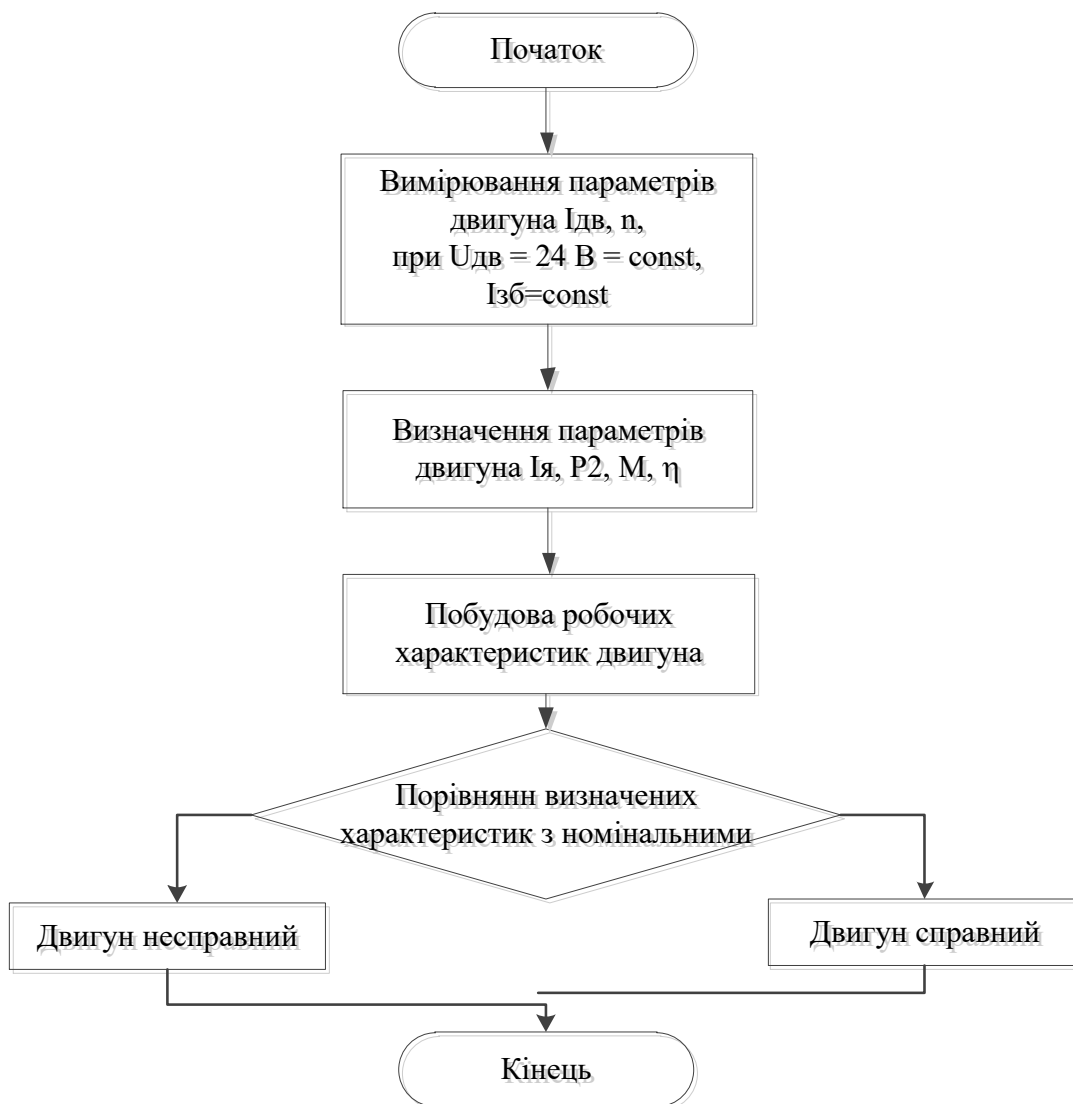 Початок
Вимірювання параметрів
двигуна Ідв, n,
при Uдв = 24 В = const,
Ізб=const
Визначення параметрів
двигуна Ія, P2, M, η
Побудова робочих
характеристик двигуна
Порівнянн визначених
характеристик з номінальними
Двигун несправний
Двигун справний
Кінець